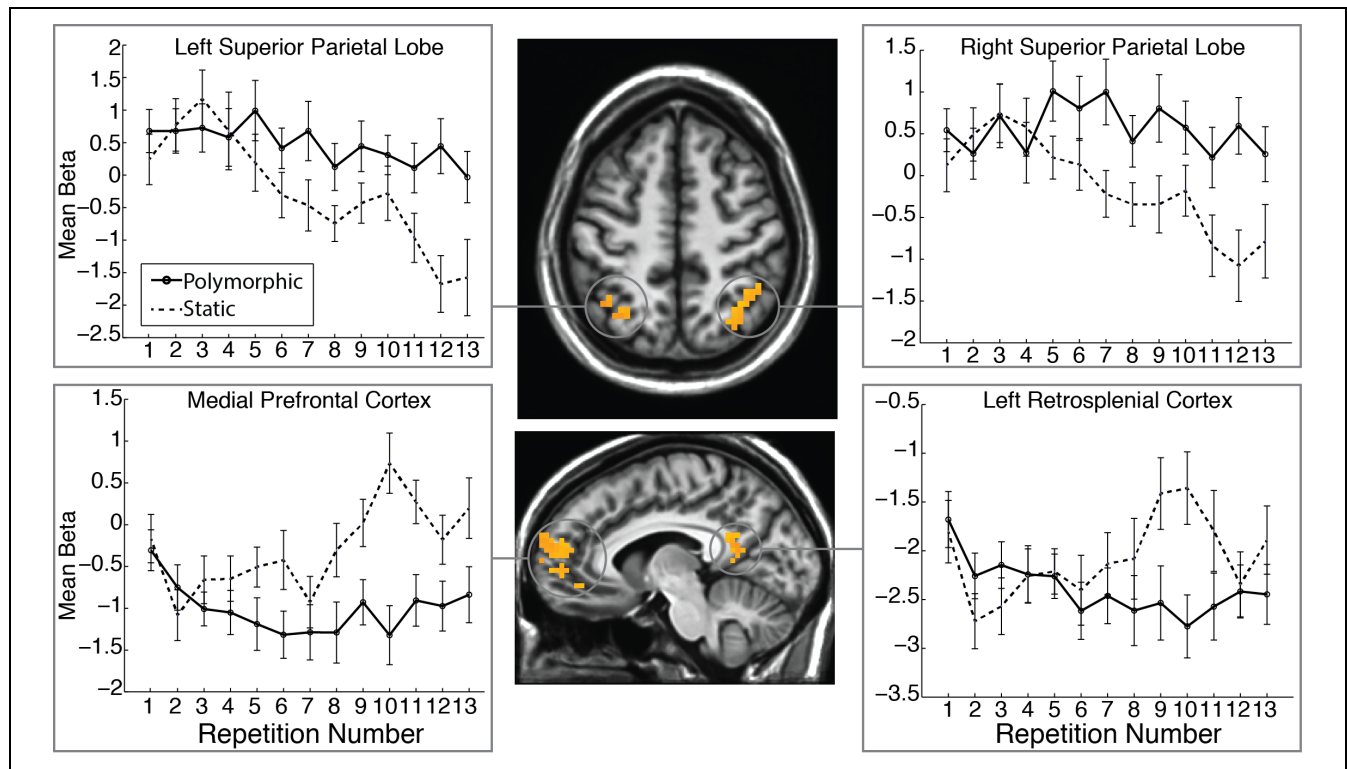 Left Superior Parietal Lobe
2
1.5
1
0.5
0
−0.5
−1
−1.5
−2
−2.5
Mean Beta
Polymorphic
Static
1 2 3 4 5 6 7 8 9 10 11 12 13
Right Superior Parietal Lobe
1.5
1
0.5
0
−0.5
−1
−1.5
−2
1 2 3 4 5 6 7 8 9 10 11 12 13
Medial Prefrontal Cortex
1.5
1
0.5
0
−0.5
−1
−1.5
−2
Mean Beta
1 2 3 4 5 6 7 8 9 10 11 12 13
Repetition Number
Left Retrosplenial Cortex
−0.5
−1
−1.5
−2
−2.5
−3
−3.5
1 2 3 4 5 6 7 8 9 10 11 12 13
Repetition Number